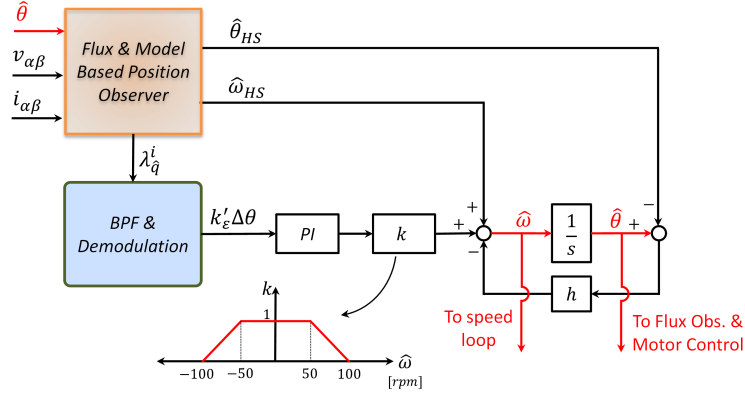 θ̂
v_αβ
i_αβ
Flux & Model
Based Position
Observer
θ̂_HS
ω̂_HS
λ^i_q̂
BPF &
Demodulation
k′_ε Δθ
PI
k
+
+
−
ω̂
1
s
θ̂
+
−
h
To speed
loop
To Flux Obs. &
Motor Control
k
1
−100
−50
50
100
ω̂
[rpm]